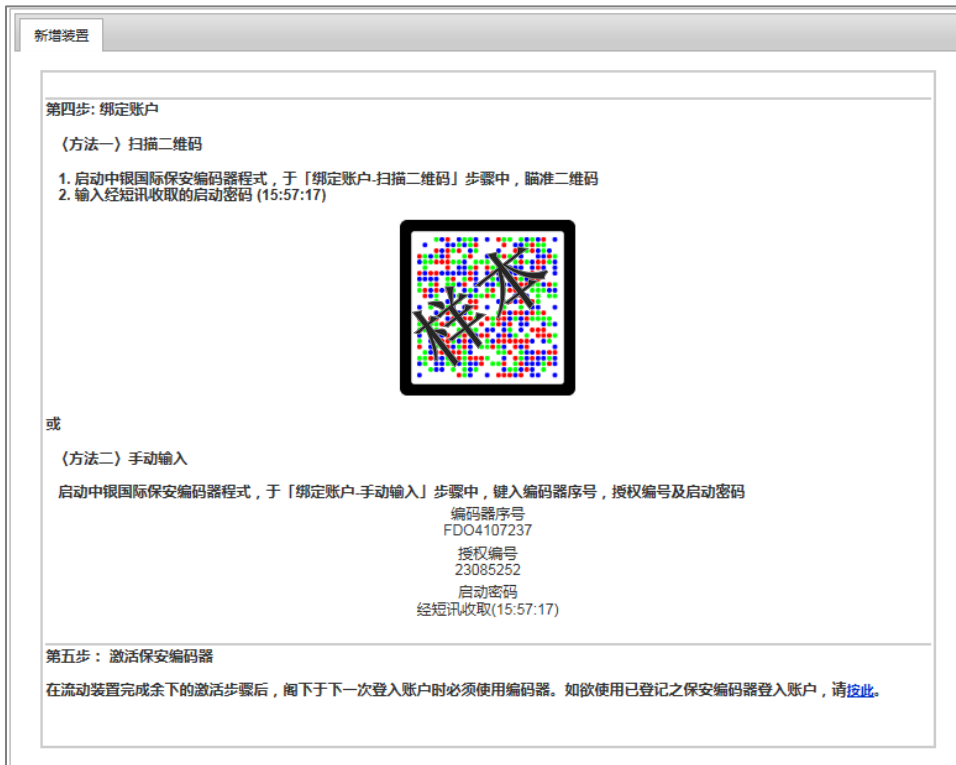 新增装置
第四步: 绑定账户
〈方法一〉扫描二维码
1. 启动中银国际保安编码器程式，于「绑定账户-扫描二维码」步骤中，瞄准二维码
2. 输入经短讯收取的启动密码 (15:57:17)
样本
或
〈方法二〉手动输入
启动中银国际保安编码器程式，于「绑定账户-手动输入」步骤中，键入编码器序号，授权编号及启动密码
编码器序号
FDO4107237
授权编号
23085252
启动密码
经短讯收取(15:57:17)
第五步： 激活保安编码器
在流动装置完成余下的激活步骤后，阁下于下一次登入账户时必须使用编码器。如欲使用已登记之保安编码器登入账户，请按此。